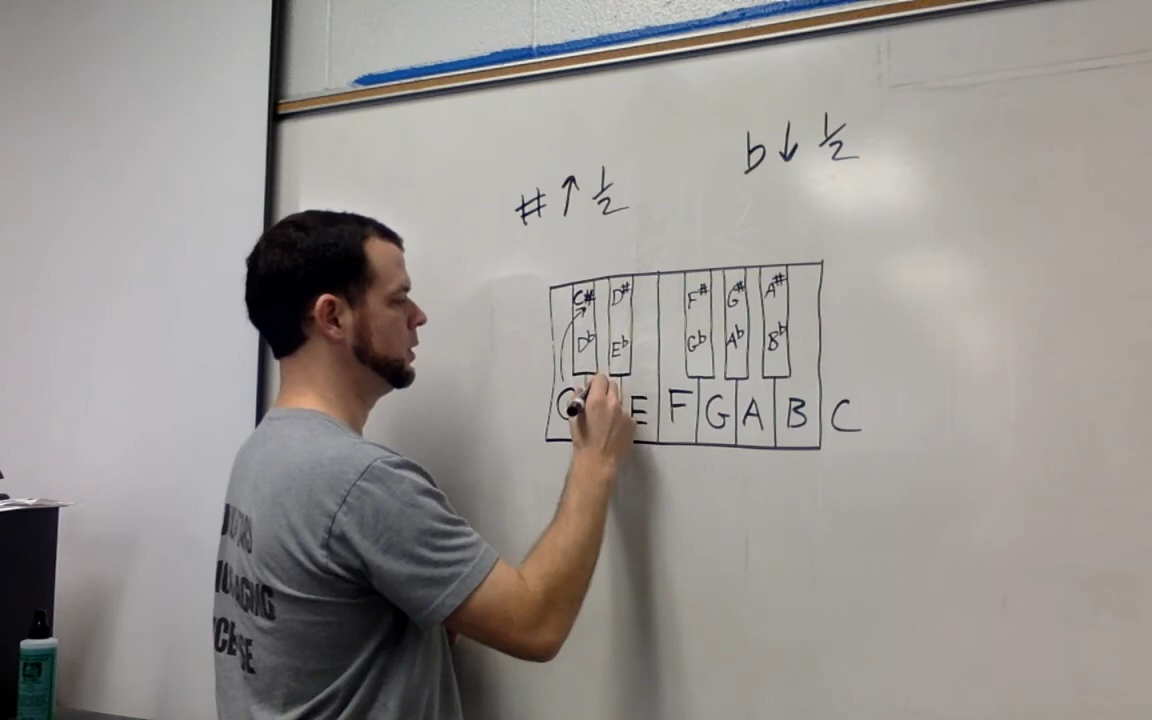 # ↑ 1/2
b ↓ 1/2
C# D# F# G# A#
Db Eb Gb Ab Bb
C E F G A B C